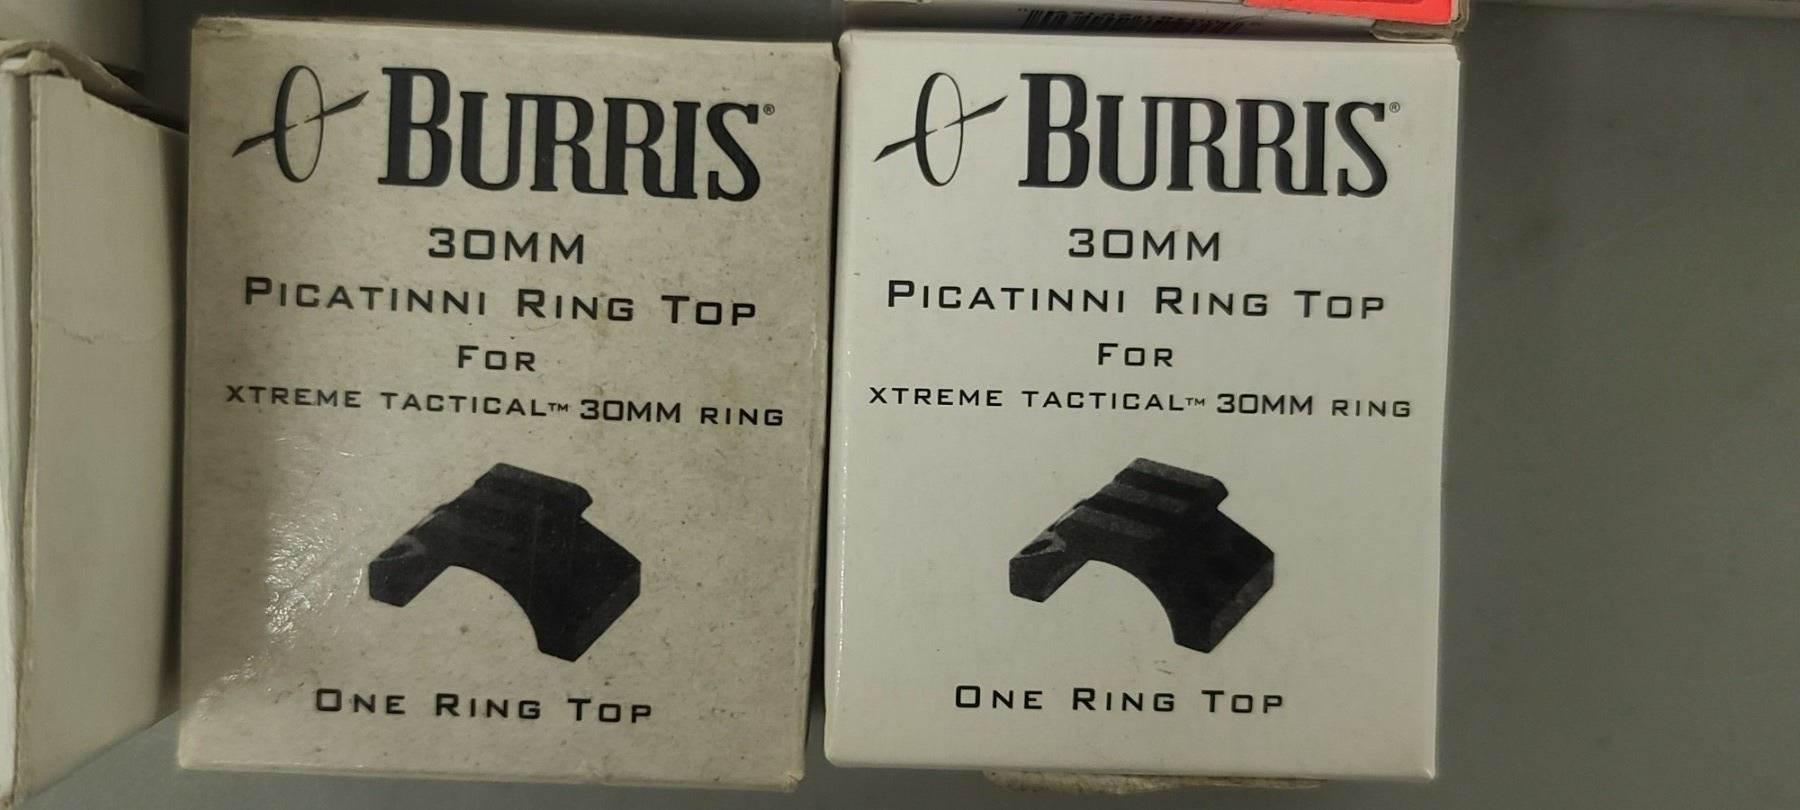 BURRIS®
30MM
PICATINNI RING TOP
FOR
XTREME TACTICAL™ 30MM RING
ONE RING TOP
BURRIS®
30MM
PICATINNI RING TOP
FOR
XTREME TACTICAL™ 30MM RING
ONE RING TOP